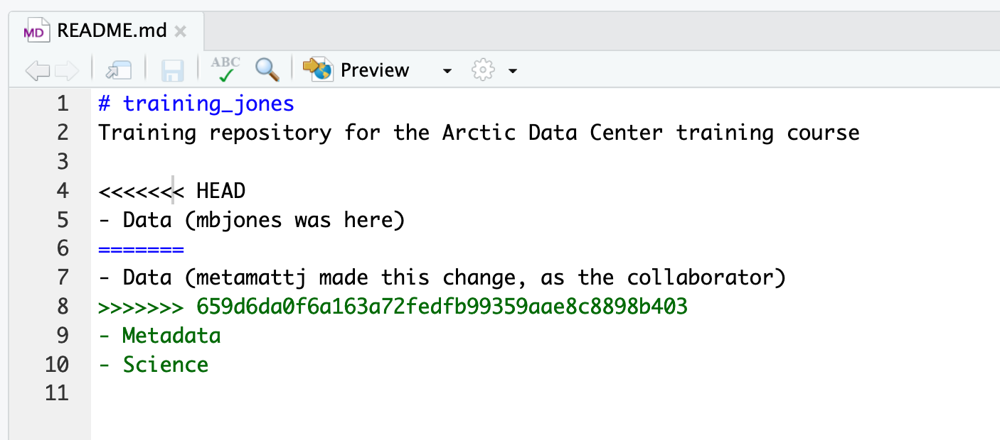 MD README.md
ABC Preview
1 # training_jones
2 Training repository for the Arctic Data Center training course
3
4 <<<<<<< HEAD
5 - Data (mbjones was here)
6 =======
7 - Data (metamattj made this change, as the collaborator)
8 >>>>>>> 659d6da0f6a163a72fedfb99359aae8c8898b403
9 - Metadata
10 - Science
11